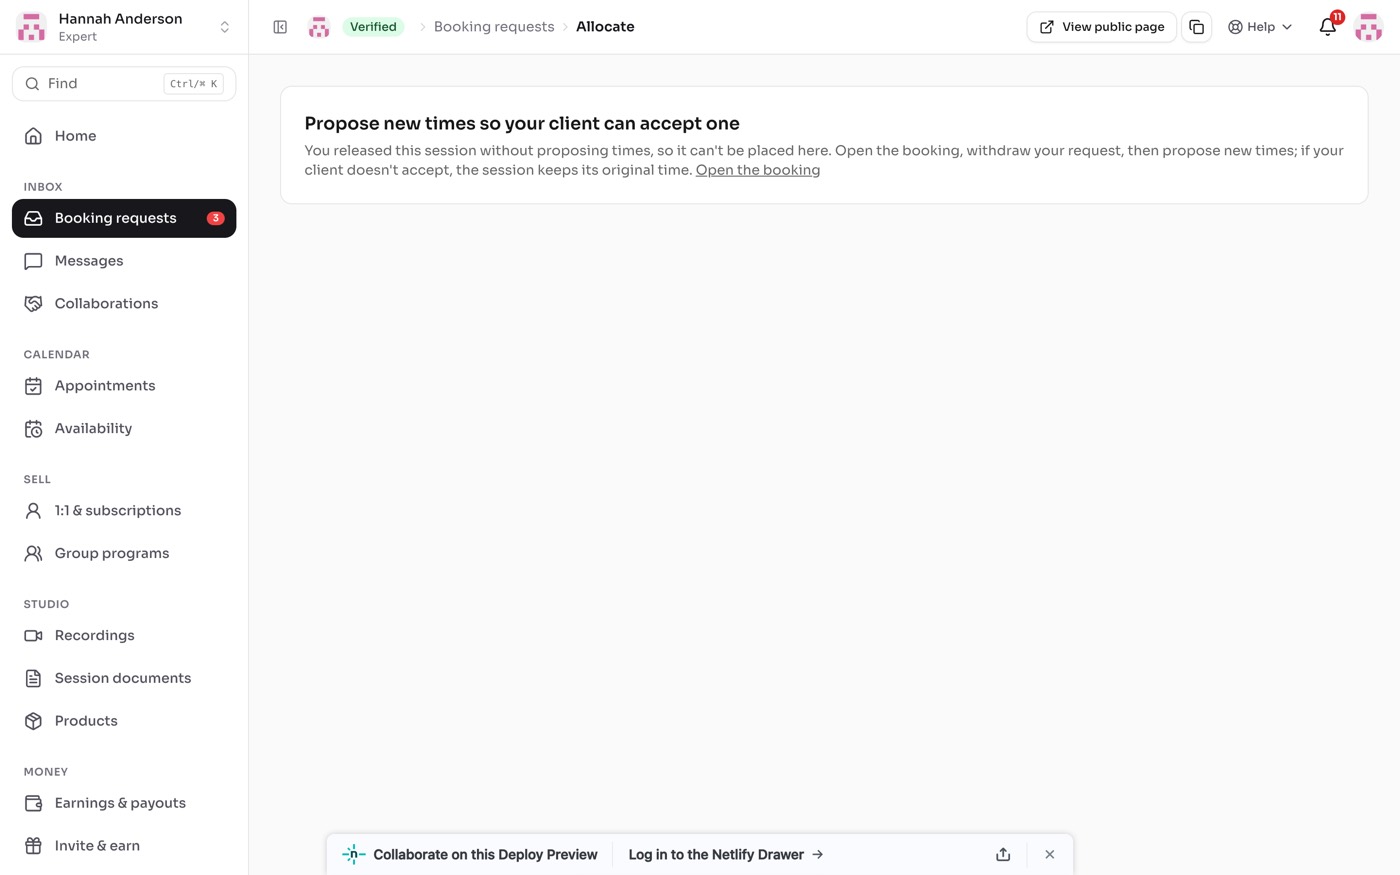 Hannah Anderson
Expert
Verified
Booking requests
Allocate
View public page
Help
11
Find
Ctrl/⌘ K
Home
INBOX
Booking requests
3
Messages
Collaborations
CALENDAR
Appointments
Availability
SELL
1:1 & subscriptions
Group programs
STUDIO
Recordings
Session documents
Products
MONEY
Earnings & payouts
Invite & earn
Propose new times so your client can accept one
You released this session without proposing times, so it can't be placed here. Open the booking, withdraw your request, then propose new times; if your
client doesn't accept, the session keeps its original time. Open the booking
Collaborate on this Deploy Preview
Log in to the Netlify Drawer →